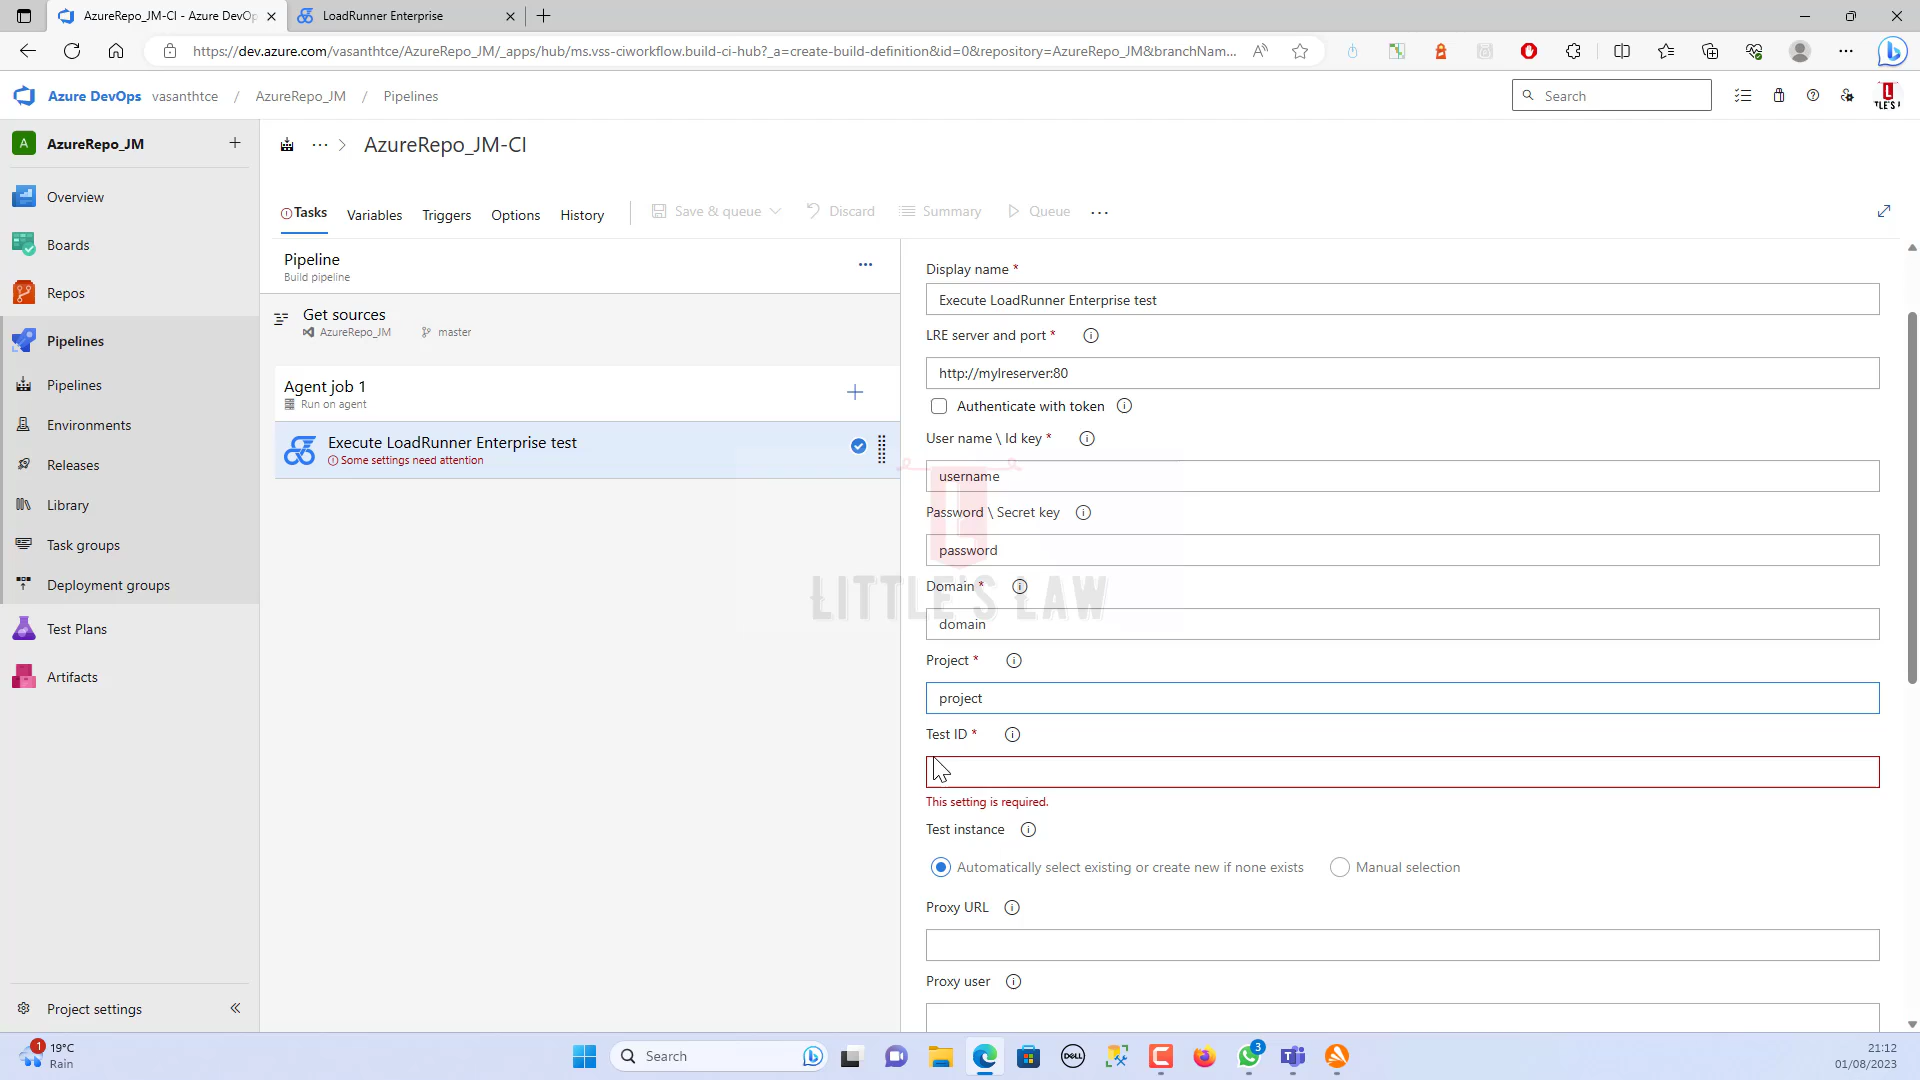 AzureRepo_JM-CI - Azure DevOp
LoadRunner Enterprise
https://dev.azure.com/vasanthtce/AzureRepo_JM/_apps/hub/ms.vss-ciworkflow.build-ci-hub?_a=create-build-definition&id=0&repository=AzureRepo_JM&branchNam...
Azure DevOps vasanthtce / AzureRepo_JM / Pipelines
Search
A AzureRepo_JM
Overview
Boards
Repos
Pipelines
Pipelines
Environments
Releases
Library
Task groups
Deployment groups
Test Plans
Artifacts
Project settings
AzureRepo_JM-CI
Tasks Variables Triggers Options History Save & queue Discard Summary Queue
Pipeline
Build pipeline
Get sources
AzureRepo_JM master
Agent job 1
Run on agent
Execute LoadRunner Enterprise test
Some settings need attention
Display name *
Execute LoadRunner Enterprise test
LRE server and port *
http://mylreserver:80
Authenticate with token
User name \ Id key *
username
Password \ Secret key
password
Domain *
domain
Project *
project
Test ID *
This setting is required.
Test instance
Automatically select existing or create new if none exists Manual selection
Proxy URL
Proxy user
LITTLE'S LAW
1 19°C
Rain
Search
DELL
3
21:12
01/08/2023